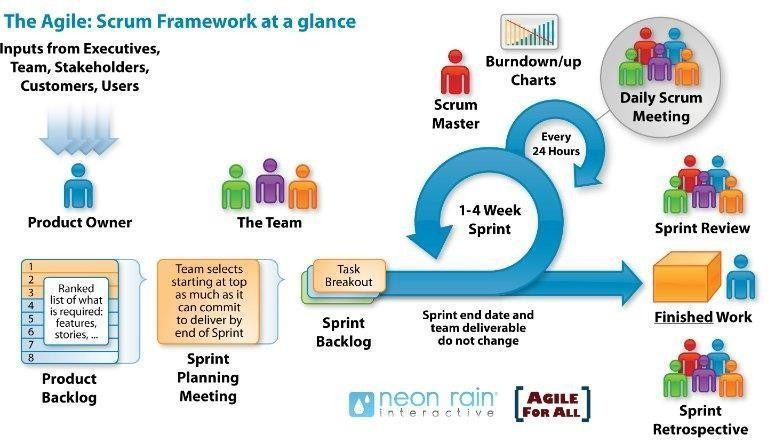 The Agile: Scrum Framework at a glance
Inputs from Executives,
Team, Stakeholders,
Customers, Users
Product Owner
The Team
Scrum
Master
Burndown/up
Charts
Daily Scrum
Meeting
Every
24 Hours
1-4 Week
Sprint
Sprint Review
1
2
3
4
5
6
7
8
Ranked
list of what
is required:
features,
stories, ...
Product
Backlog
Team selects
starting at top
as much as it
can commit
to deliver by
end of Sprint
Sprint
Planning
Meeting
Task
Breakout
Sprint
Backlog
Sprint end date and
team deliverable
do not change
Finished Work
Sprint
Retrospective
neon rain®
interactive
AGILE
FOR ALL